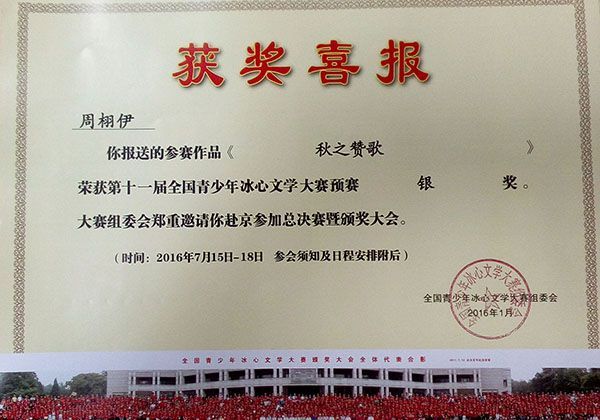 获奖喜报
周栩伊
你报送的参赛作品《 秋之赞歌 》
荣获第十一届全国青少年冰心文学大赛预赛 银 奖。
大赛组委会郑重邀请你赴京参加总决赛暨颁奖大会。
（时间：2016年7月15日-18日 参会须知及日程安排附后）
全国青少年冰心文学大赛组委会
2016年1月
全国青少年冰心文学大赛颁奖大会全体代表合影